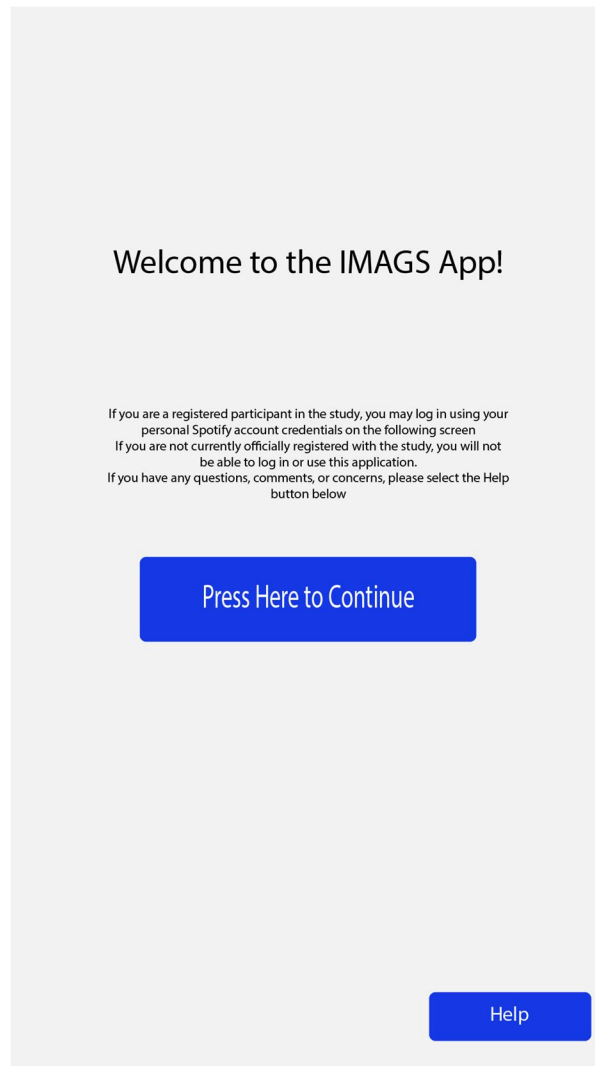 Welcome to the IMAGS App!
If you are a registered participant in the study, you may log in using your
personal Spotify account credentials on the following screen
If you are not currently officially registered with the study, you will not
be able to log in or use this application.
If you have any questions, comments, or concerns, please select the Help
button below
Press Here to Continue
Help